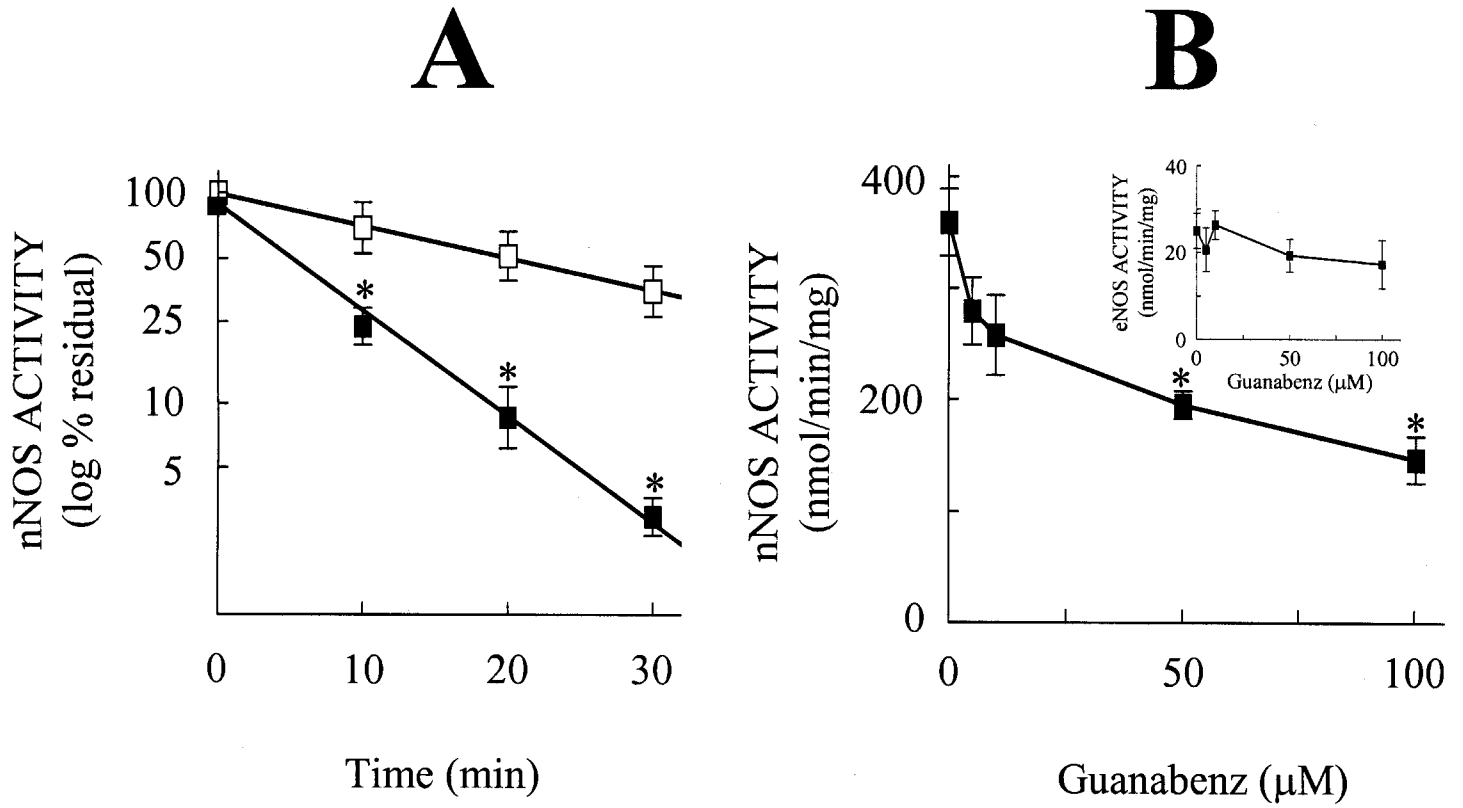 A
nNOS ACTIVITY
(log % residual)
100
50
25
10
5
*
*
*
0
10
20
30
Time (min)
B
nNOS ACTIVITY
(nmol/min/mg)
400
200
0
*
*
0
50
100
Guanabenz (μM)
eNOS ACTIVITY
(nmol/min/mg)
40
20
0
0
50
100
Guanabenz (μM)